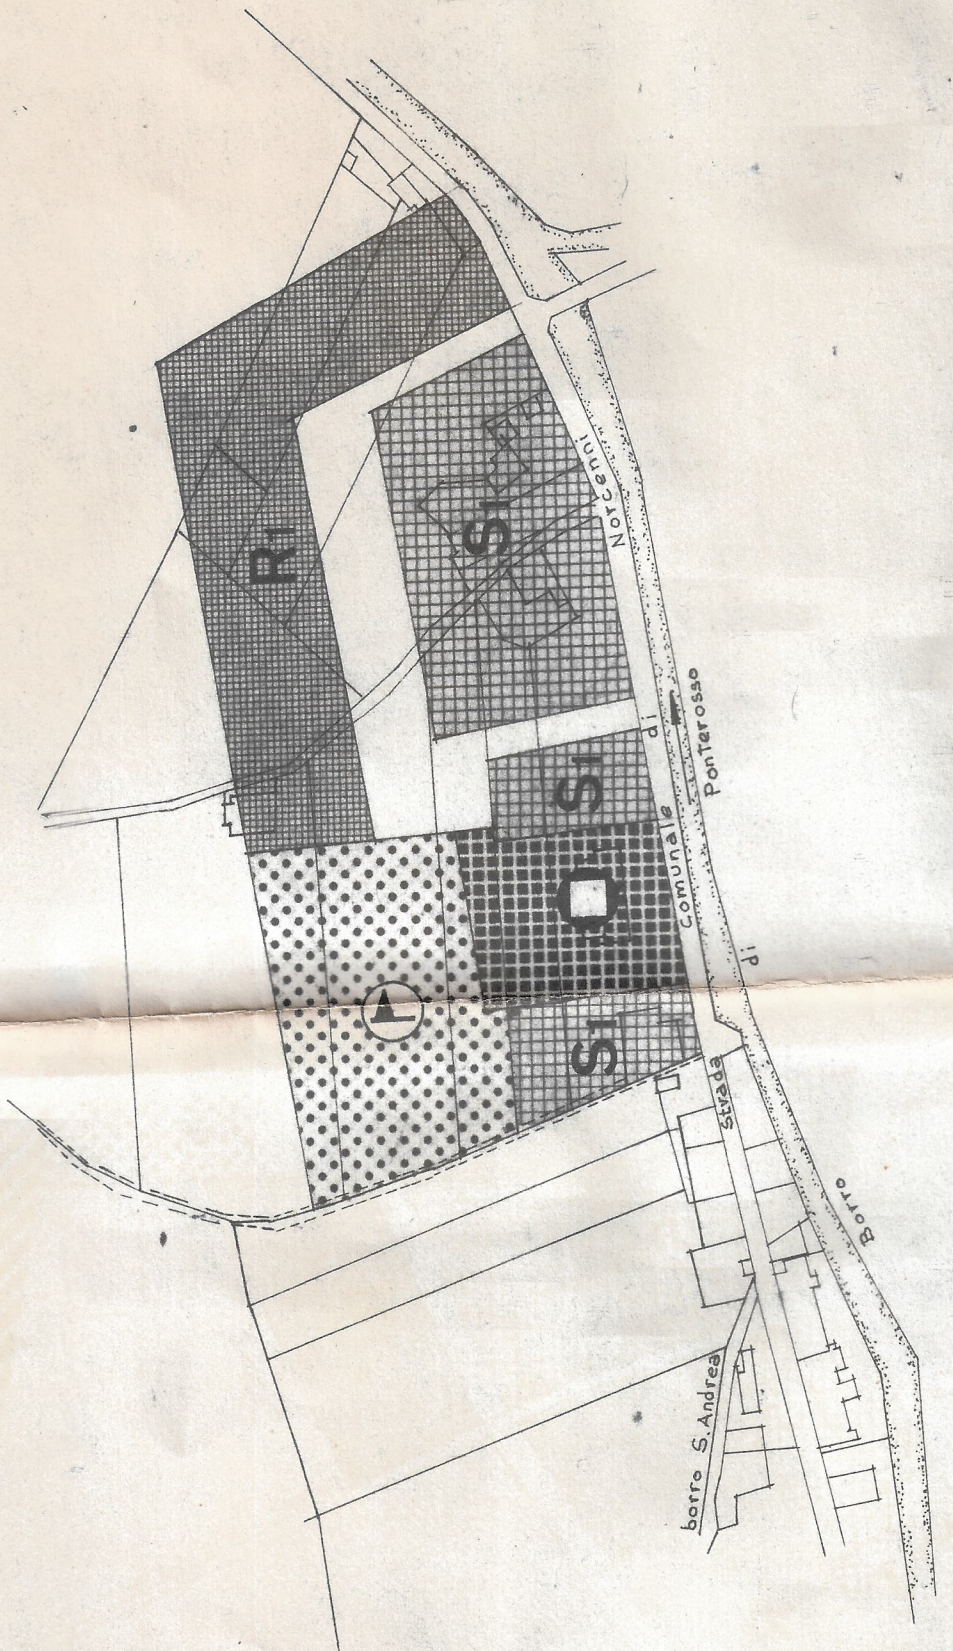 R1
S1
S1
S1
Strada Comunale di Norcenni
Borro di Ponterosso
borro S. Andrea